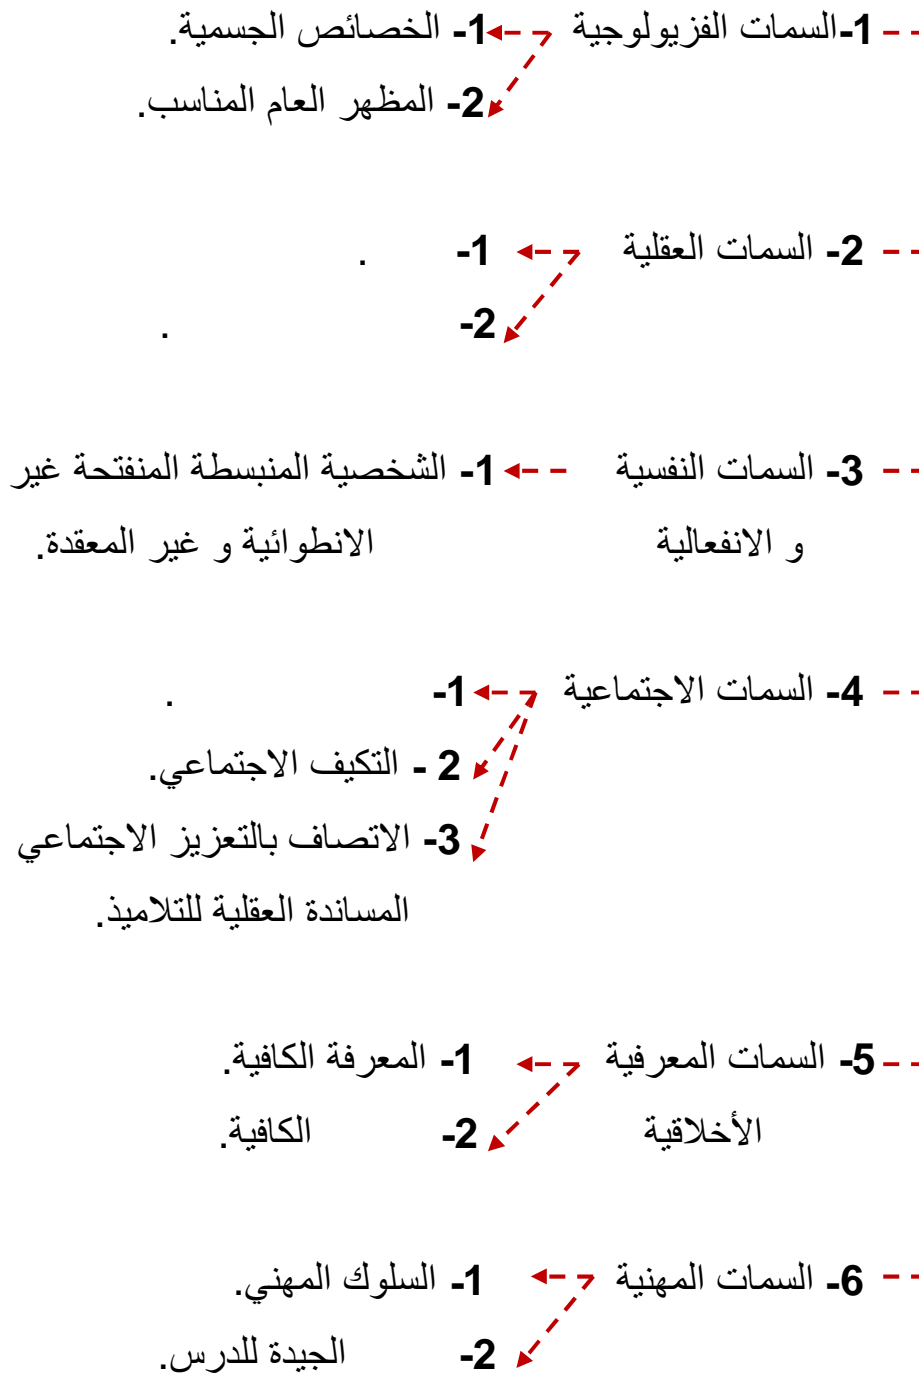 1-السمات الفزيولوجية 1- الخصائص الجسمية.
2- المظهر العام المناسب.
2- السمات العقلية 1- .
2- .
3- السمات النفسية 1- الشخصية المنبسطة المنفتحة غير
و الانفعالية الانطوائية و غير المعقدة.
4- السمات الاجتماعية 1- .
2 - التكيف الاجتماعي.
3- الاتصاف بالتعزيز الاجتماعي
المساندة العقلية للتلاميذ.
5- السمات المعرفية 1- المعرفة الكافية.
الأخلاقية 2- الكافية.
6- السمات المهنية 1- السلوك المهني.
2- الجيدة للدرس.